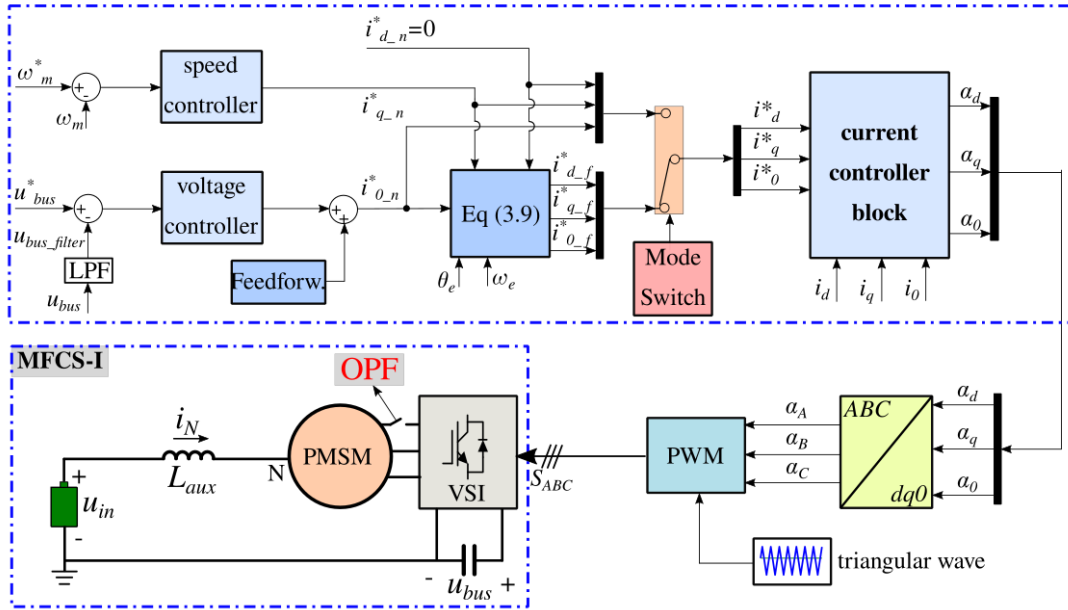 i*d_n=0
ω*m
+
-
ωm
speed
controller
i*q_n
u*bus
+
-
ubus_filter
LPF
ubus
voltage
controller
+
+
Feedforw.
i*0_n
Eq (3.9)
θe
ωe
i*d_f
i*q_f
i*0_f
Mode
Switch
i*d
i*q
i*0
current
controller
block
id
iq
i0
αd
αq
α0
MFCS-I
OPF
iN
Laux
N
PMSM
VSI
+
uin
-
-
ubus
+
SABC
PWM
αA
αB
αC
ABC
dq0
αd
αq
α0
triangular wave